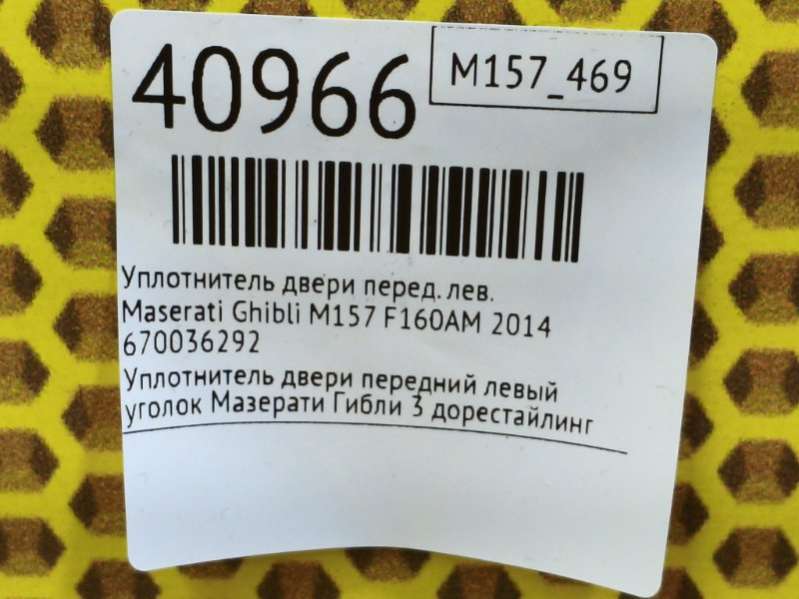 40966
M157_469
Уплотнитель двери перед. лев.
Maserati Ghibli M157 F160AM 2014
670036292
Уплотнитель двери передний левый
уголок Мазерати Гибли 3 дорестайлинг